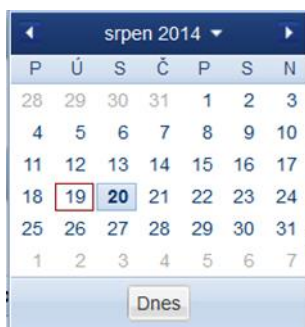 srpen 2014
P Ú S Č P S N
28 29 30 31 1 2 3
4 5 6 7 8 9 10
11 12 13 14 15 16 17
18 19 20 21 22 23 24
25 26 27 28 29 30 31
1 2 3 4 5 6 7
Dnes